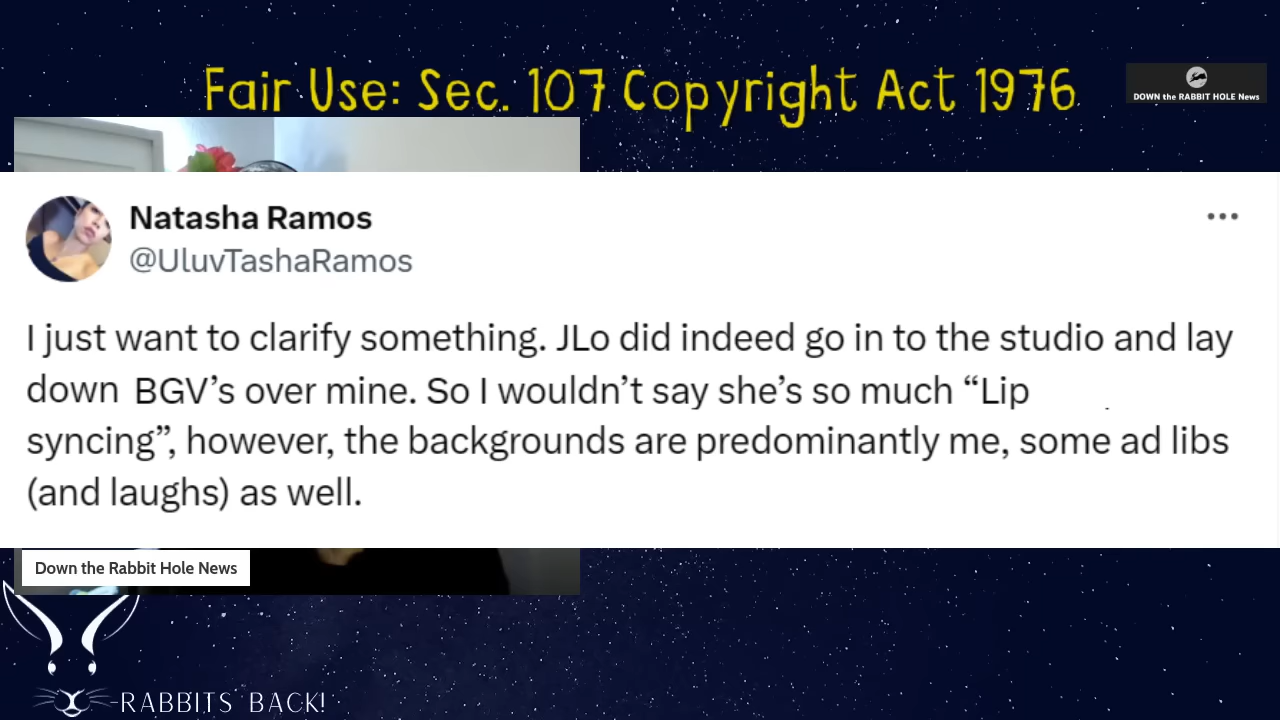 Fair Use: Sec. 107 Copyright Act 1976
DOWN the RABBIT HOLE News
Natasha Ramos
@UluvTashaRamos
I just want to clarify something. JLo did indeed go in to the studio and lay
down BGV’s over mine. So I wouldn’t say she’s so much “Lip
syncing”, however, the backgrounds are predominantly me, some ad libs
(and laughs) as well.
Down the Rabbit Hole News
RABBITS BACK!